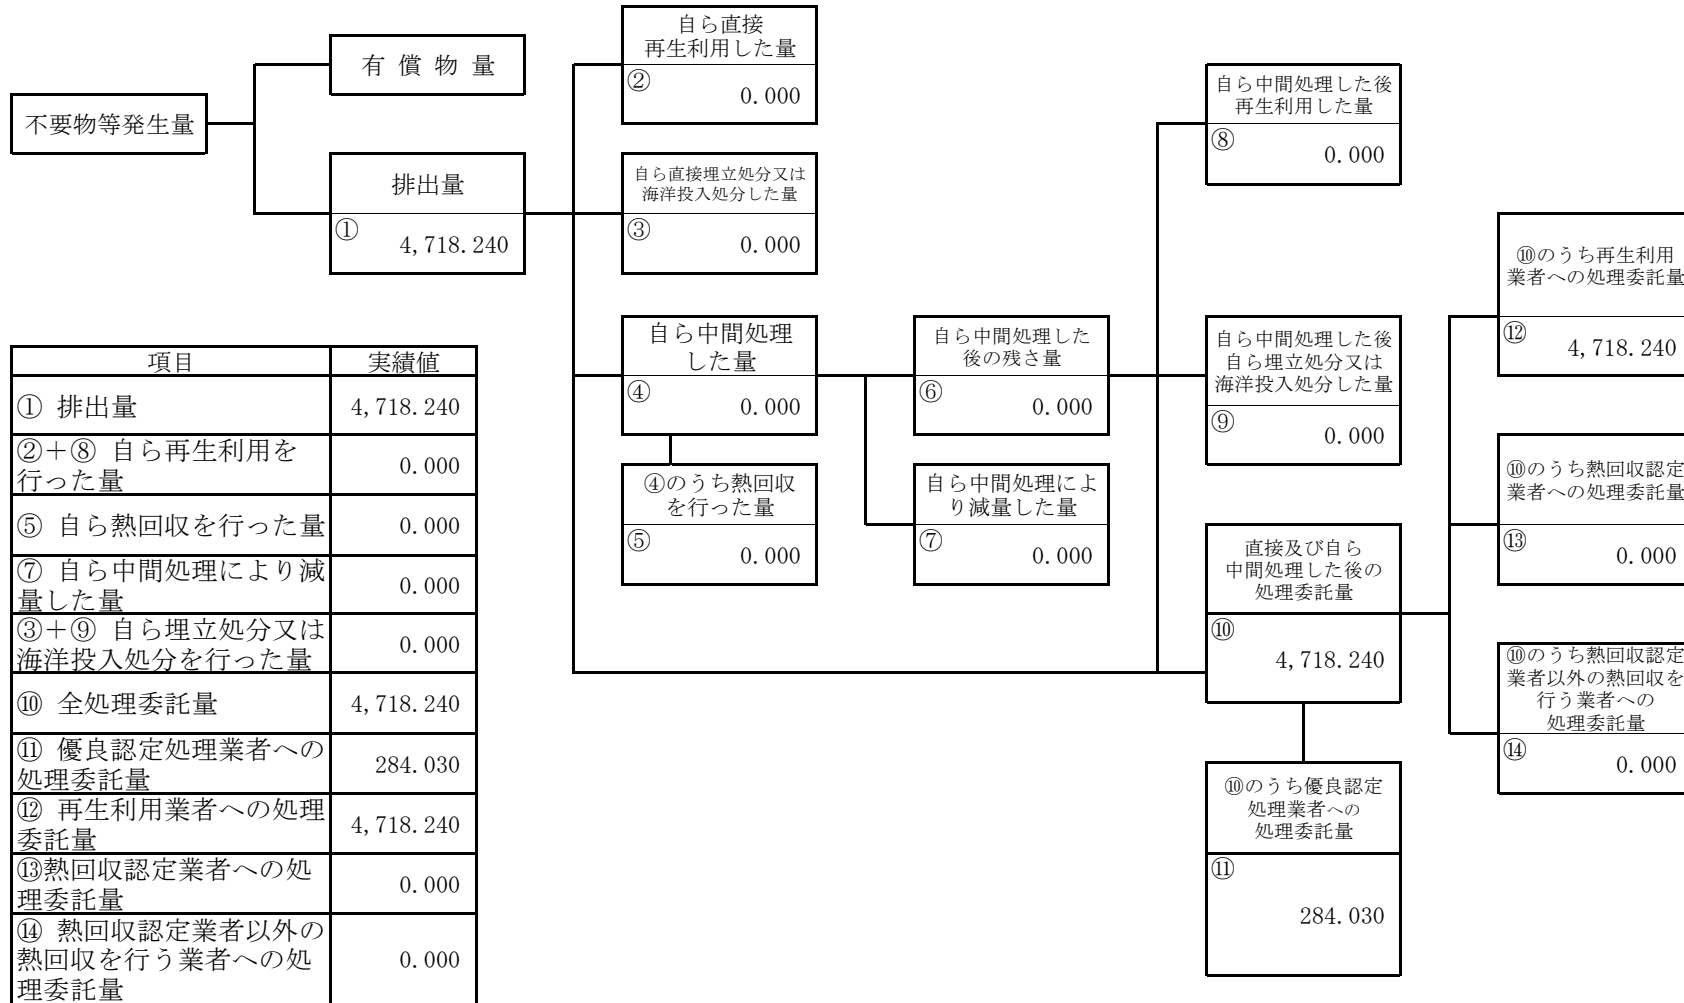 不要物等発生量
有 償 物 量
排出量
①
4,718.240
自ら直接
再生利用した量
②
0.000
自ら直接埋立処分又は
海洋投入処分した量
③
0.000
自ら中間処理
した量
④
0.000
④のうち熱回収
を行った量
⑤
0.000
自ら中間処理した
後の残さ量
⑥
0.000
自ら中間処理によ
り減量した量
⑦
0.000
自ら中間処理した後
再生利用した量
⑧
0.000
自ら中間処理した後
自ら埋立処分又は
海洋投入処分した量
⑨
0.000
直接及び自ら
中間処理した後の
処理委託量
⑩
4,718.240
⑩のうち優良認定
処理業者への
処理委託量
⑪
284.030
⑩のうち再生利用
業者への処理委託量
⑫
4,718.240
⑩のうち熱回収認定
業者への処理委託量
⑬
0.000
⑩のうち熱回収認定
業者以外の熱回収を
行う業者への
処理委託量
⑭
0.000
項目 実績値
① 排出量 4,718.240
②＋⑧ 自ら再生利用を
行った量 0.000
⑤ 自ら熱回収を行った量 0.000
⑦ 自ら中間処理により減
量した量 0.000
③＋⑨ 自ら埋立処分又は
海洋投入処分を行った量 0.000
⑩ 全処理委託量 4,718.240
⑪ 優良認定処理業者への
処理委託量 284.030
⑫ 再生利用業者への処理
委託量 4,718.240
⑬熱回収認定業者への処
理委託量 0.000
⑭ 熱回収認定業者以外の
熱回収を行う業者への処
理委託量 0.000